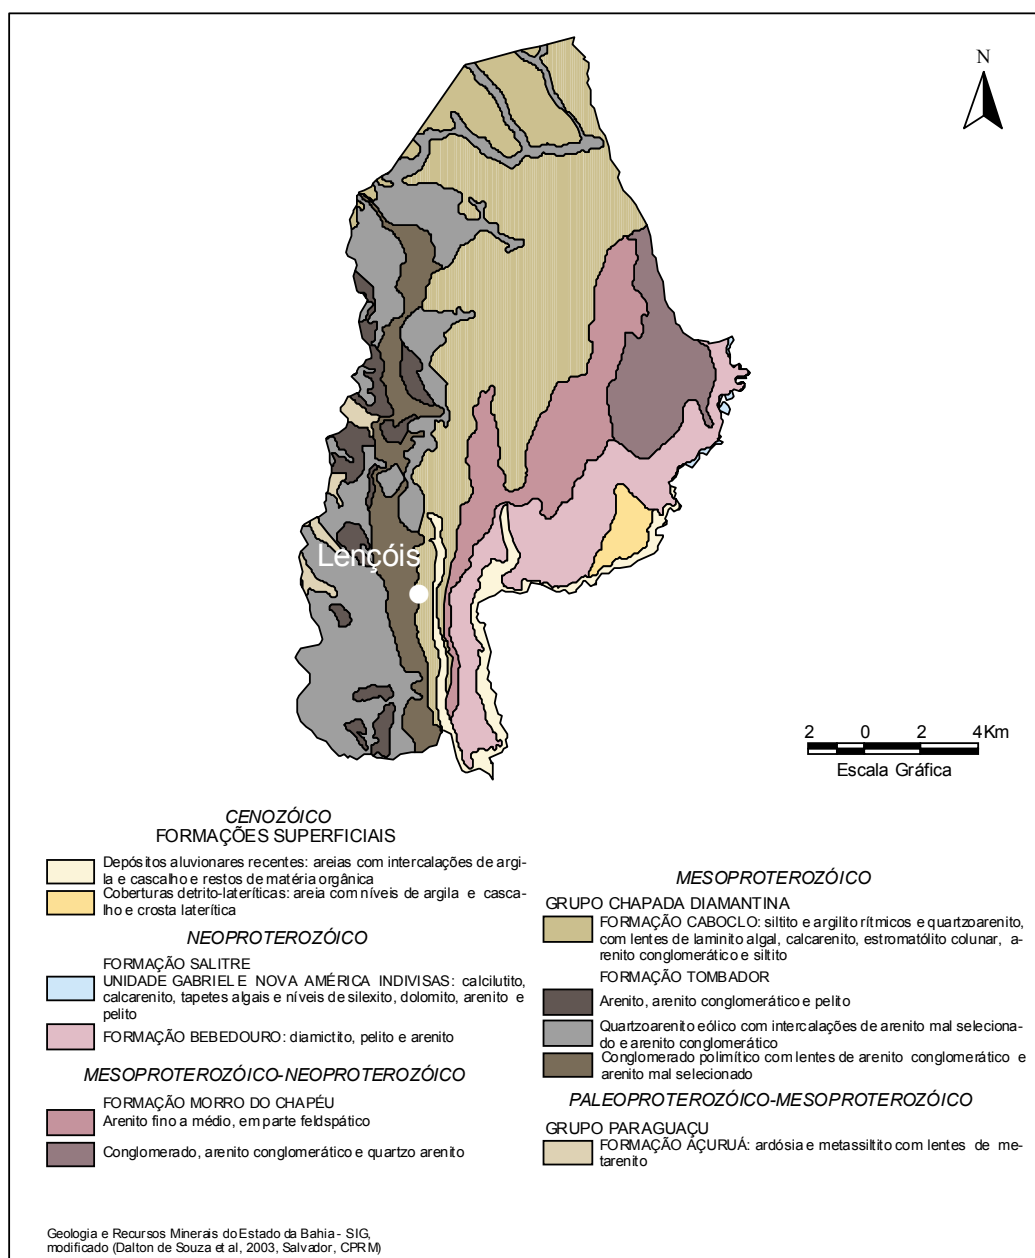 N
Lençóis
2 0 2 4 Km
Escala Gráfica
CENOZÓICO
FORMAÇÕES SUPERFICIAIS
Depósitos aluvionares recentes: areias com intercalações de argi-
la e cascalho e restos de matéria orgânica
Coberturas detrito-lateríticas: areia com níveis de argila e casca-
lho e crosta laterítica
NEOPROTEROZÓICO
FORMAÇÃO SALITRE
UNIDADE GABRIEL E NOVA AMÉRICA INDIVISAS: calcilutito,
calcarenito, tapetes algais e níveis de silexito, dolomito, arenito e
pelito
FORMAÇÃO BEBEDOURO: diamictito, pelito e arenito
MESOPROTEROZÓICO-NEOPROTEROZÓICO
FORMAÇÃO MORRO DO CHAPÉU
Arenito fino a médio, em parte feldspático
Conglomerado, arenito conglomerático e quartzo arenito
MESOPROTEROZÓICO
GRUPO CHAPADA DIAMANTINA
FORMAÇÃO CABOCLO: siltito e argilito rítmicos e quartzoarenito,
com lentes de laminito algal, calcarenito, estromatólito colunar, a-
renito conglomerático e siltito
FORMAÇÃO TOMBADOR
Arenito, arenito conglomerático e pelito
Quartzoarenito eólico com intercalações de arenito mal seleciona-
do e arenito conglomerático
Conglomerado polimítico com lentes de arenito conglomerático e
arenito mal selecionado
PALEOPROTEROZÓICO-MESOPROTEROZÓICO
GRUPO PARAGUAÇU
FORMAÇÃO AÇURUÁ: ardósia e metassiltito com lentes de me-
tarenito
Geologia e Recursos Minerais do Estado da Bahia - SIG,
modificado (Dalton de Souza et al, 2003, Salvador, CPRM)